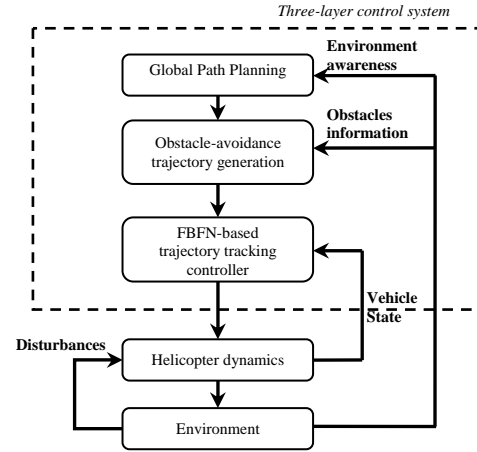 Three-layer control system
Environment
awareness
Global Path Planning
Obstacles
information
Obstacle-avoidance
trajectory generation
FBFN-based
trajectory tracking
controller
Vehicle
State
Disturbances
Helicopter dynamics
Environment